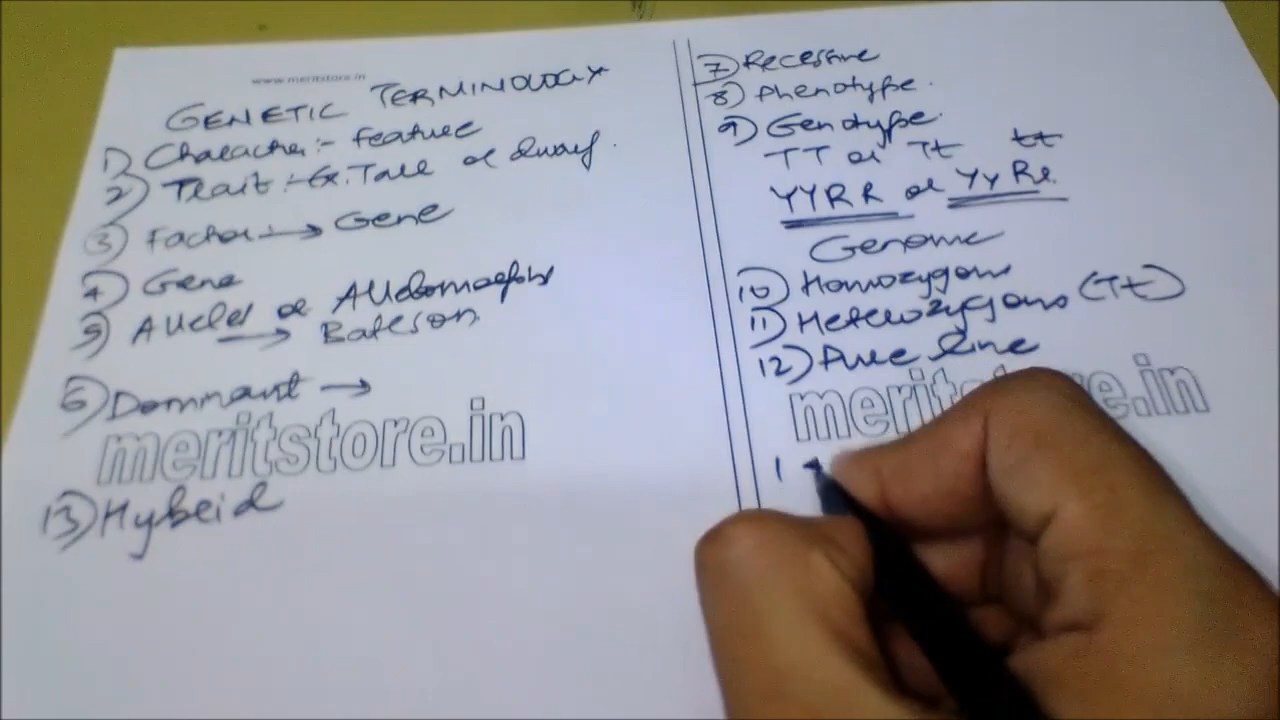 www.meritstore.in
GENETIC TERMINOLOGY
1) Character:- feature
2) Trait:- Ex. Tall or dwarf.
3) Factor → Gene
4) Gene
5) Alleles or Allelomorphs
→ Bateson
6) Dominant →
meritstore.in
13) Hybrid
7) Recessive
8) Phenotype.
9) Genotype.
TT or Tt tt
YYRR or YyRr.
Genome
10) Homozygous
11) Heterozygous (Tt)
12) Pure line
meritstore.in
1